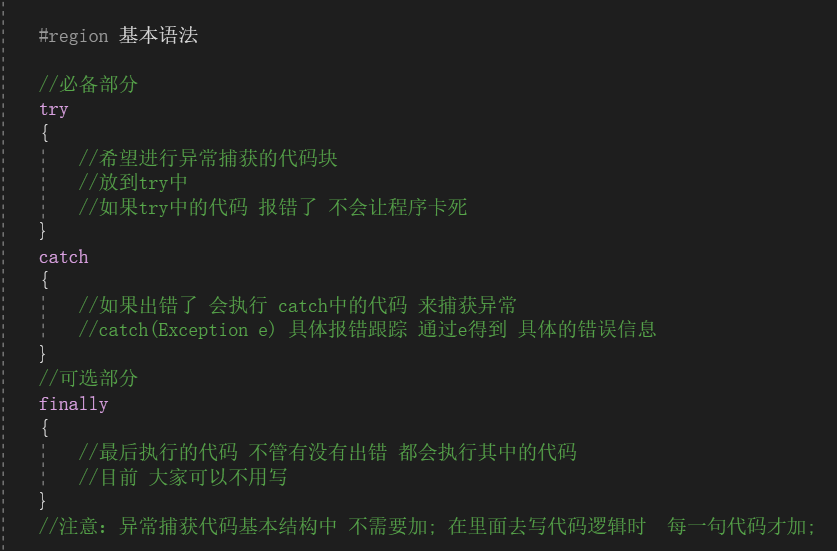 #region 基本语法
//必备部分
try
{
//希望进行异常捕获的代码块
//放到try中
//如果try中的代码 报错了 不会让程序卡死
}
catch
{
//如果出错了 会执行 catch中的代码 来捕获异常
//catch(Exception e) 具体报错跟踪 通过e得到 具体的错误信息
}
//可选部分
finally
{
//最后执行的代码 不管有没有出错 都会执行其中的代码
//目前 大家可以不用写
}
//注意：异常捕获代码基本结构中 不需要加; 在里面去写代码逻辑时  每一句代码才加;